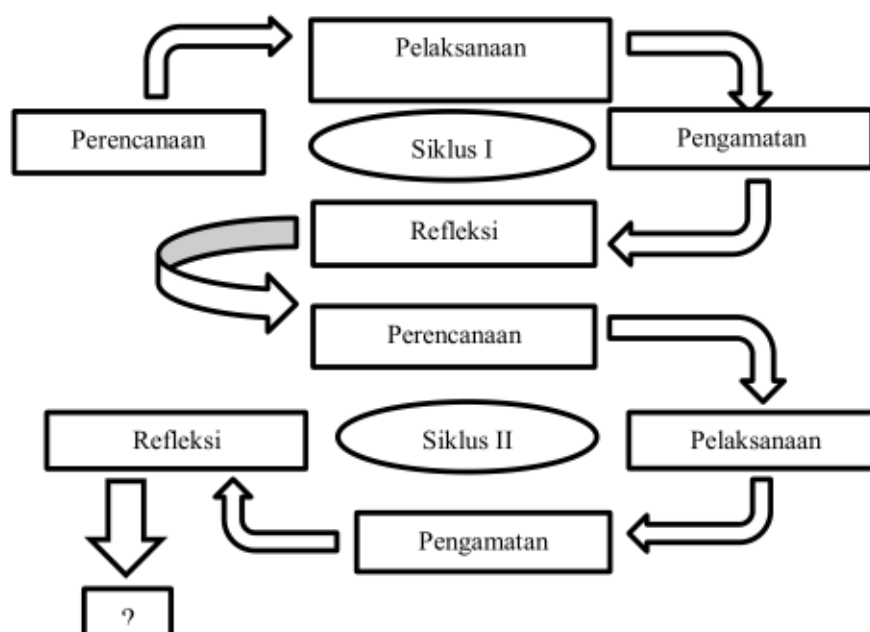 Pelaksanaan
Perencanaan
Siklus I
Pengamatan
Refleksi
Perencanaan
Refleksi
Siklus II
Pelaksanaan
Pengamatan
?